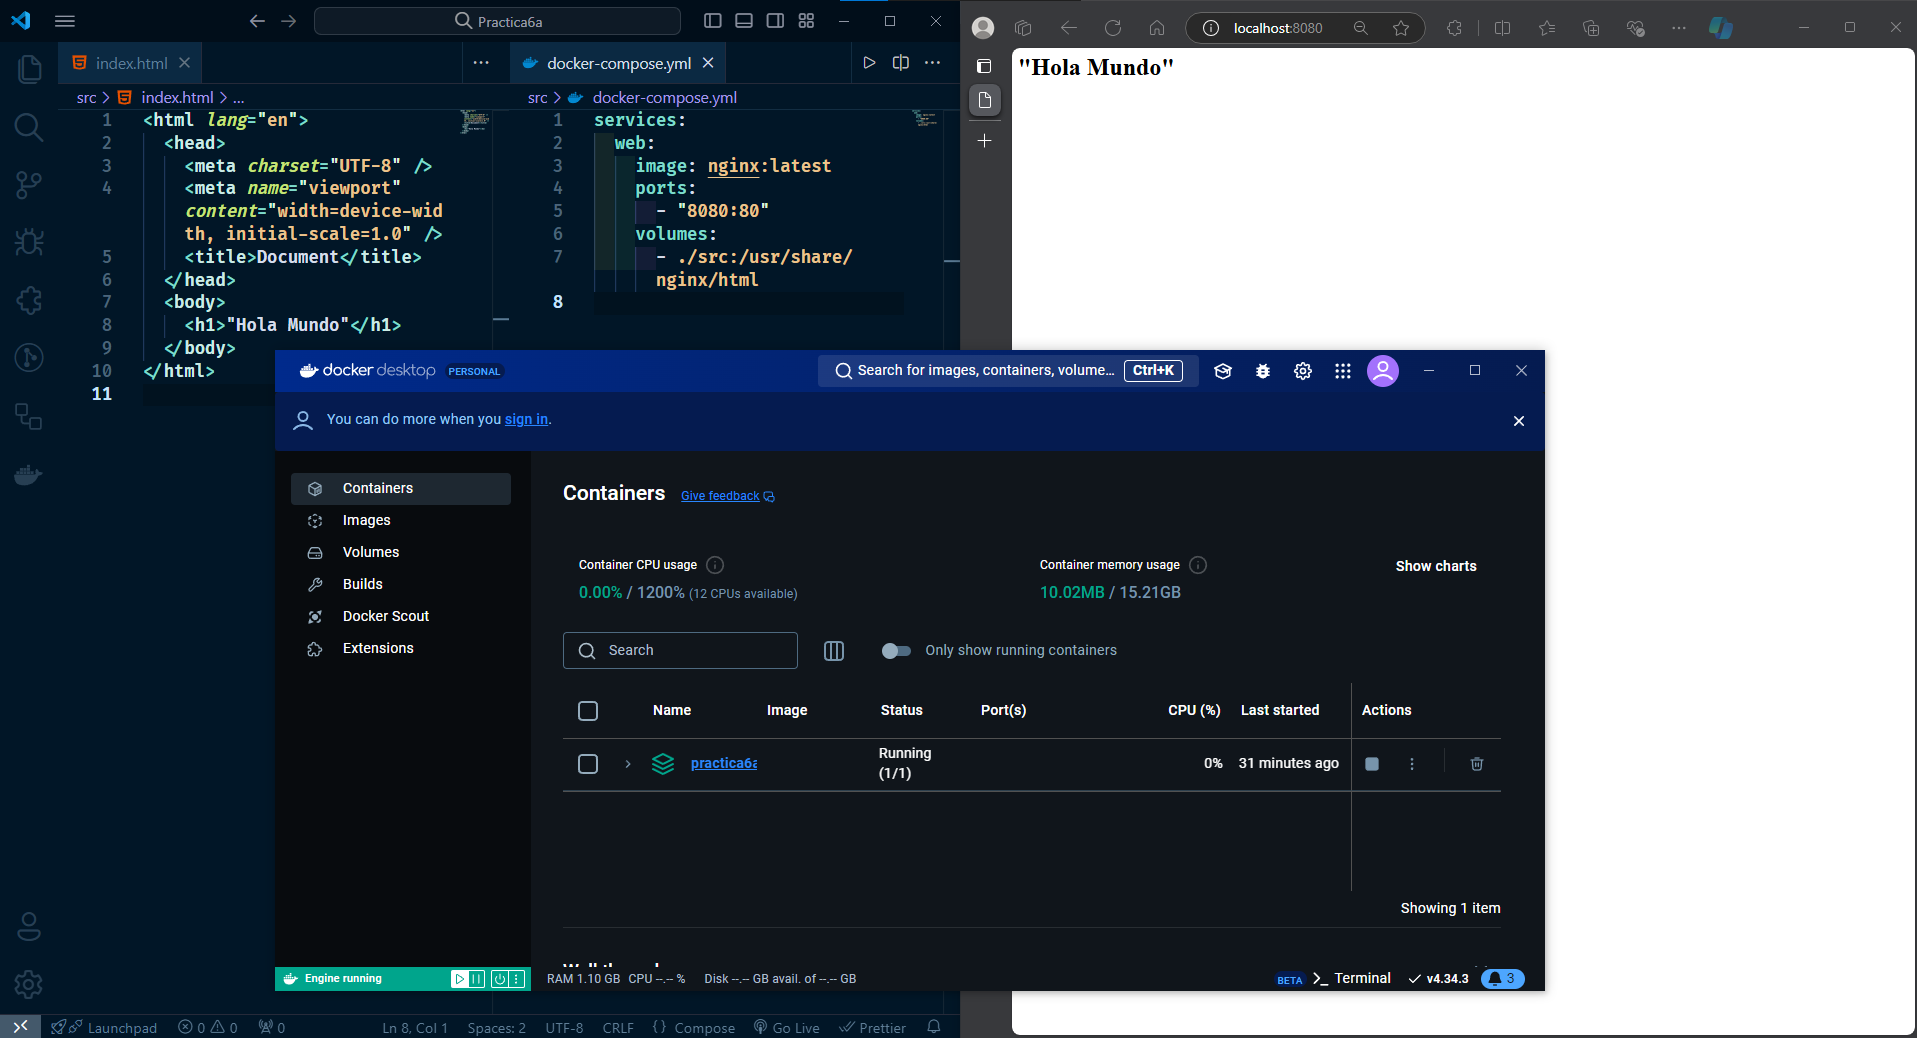 Practica6a
index.html
docker-compose.yml
src > index.html > ...
1 <html lang="en">
2 <head>
3 <meta charset="UTF-8" />
4 <meta name="viewport"
content="width=device-wid
th, initial-scale=1.0" />
5 <title>Document</title>
6 </head>
7 <body>
8 <h1>"Hola Mundo"</h1>
9 </body>
10 </html>
11
src > docker-compose.yml
1 services:
2 web:
3 image: nginx:latest
4 ports:
5 - "8080:80"
6 volumes:
7 - ./src:/usr/share/
nginx/html
8
localhost:8080
"Hola Mundo"
docker desktop PERSONAL
Search for images, containers, volume... Ctrl+K
You can do more when you sign in.
Containers
Images
Volumes
Builds
Docker Scout
Extensions
Containers Give feedback
Container CPU usage
0.00% / 1200% (12 CPUs available)
Container memory usage
10.02MB / 15.21GB
Show charts
Search
Only show running containers
Name Image Status Port(s) CPU (%) Last started Actions
practica6a Running (1/1) 0% 31 minutes ago
Showing 1 item
Engine running
RAM 1.10 GB CPU --.-- % Disk --.-- GB avail. of --.-- GB
BETA >_ Terminal v4.34.3 3
Launchpad 0 0 0 Ln 8, Col 1 Spaces: 2 UTF-8 CRLF {} Compose Go Live Prettier